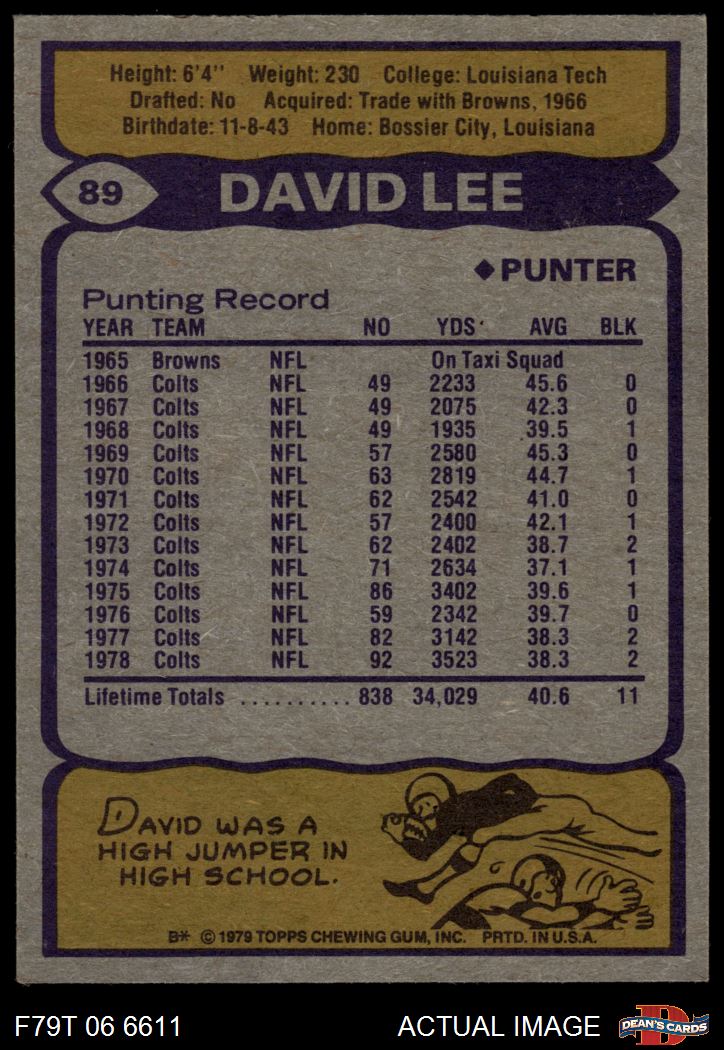 Height: 6'4" Weight: 230 College: Louisiana Tech
Drafted: No Acquired: Trade with Browns, 1966
Birthdate: 11-8-43 Home: Bossier City, Louisiana
89 DAVID LEE
◆PUNTER
Punting Record
YEAR TEAM NO YDS AVG BLK
1965 Browns NFL On Taxi Squad
1966 Colts NFL 49 2233 45.6 0
1967 Colts NFL 49 2075 42.3 0
1968 Colts NFL 49 1935 39.5 1
1969 Colts NFL 57 2580 45.3 0
1970 Colts NFL 63 2819 44.7 1
1971 Colts NFL 62 2542 41.0 0
1972 Colts NFL 57 2400 42.1 1
1973 Colts NFL 62 2402 38.7 2
1974 Colts NFL 71 2634 37.1 1
1975 Colts NFL 86 3402 39.6 1
1976 Colts NFL 59 2342 39.7 0
1977 Colts NFL 82 3142 38.3 2
1978 Colts NFL 92 3523 38.3 2
Lifetime Totals .......... 838 34,029 40.6 11
DAVID WAS A
HIGH JUMPER IN
HIGH SCHOOL.
B* © 1979 TOPPS CHEWING GUM, INC. PRTD. IN U.S.A.
F79T 06 6611 ACTUAL IMAGE D DEAN'S CARDS